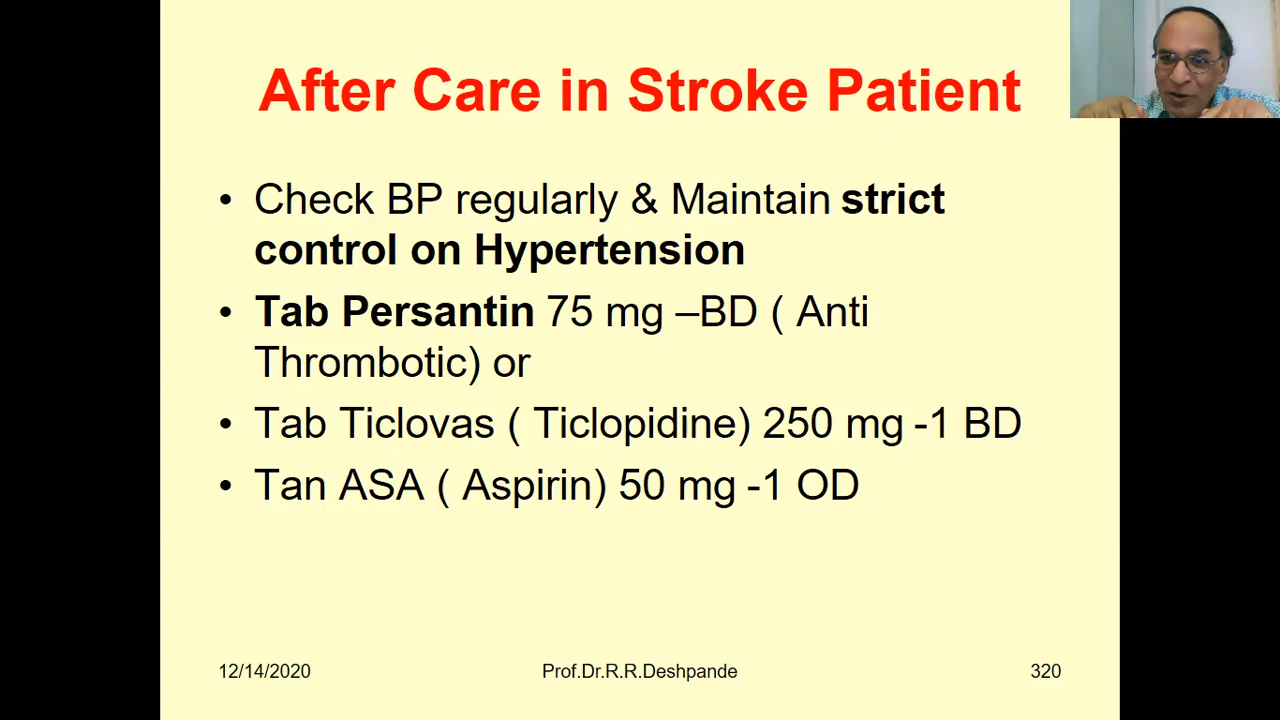 After Care in Stroke Patient
• Check BP regularly & Maintain strict
control on Hypertension
• Tab Persantin 75 mg –BD ( Anti
Thrombotic) or
• Tab Ticlovas ( Ticlopidine) 250 mg -1 BD
• Tan ASA ( Aspirin) 50 mg -1 OD
12/14/2020 Prof.Dr.R.R.Deshpande 320